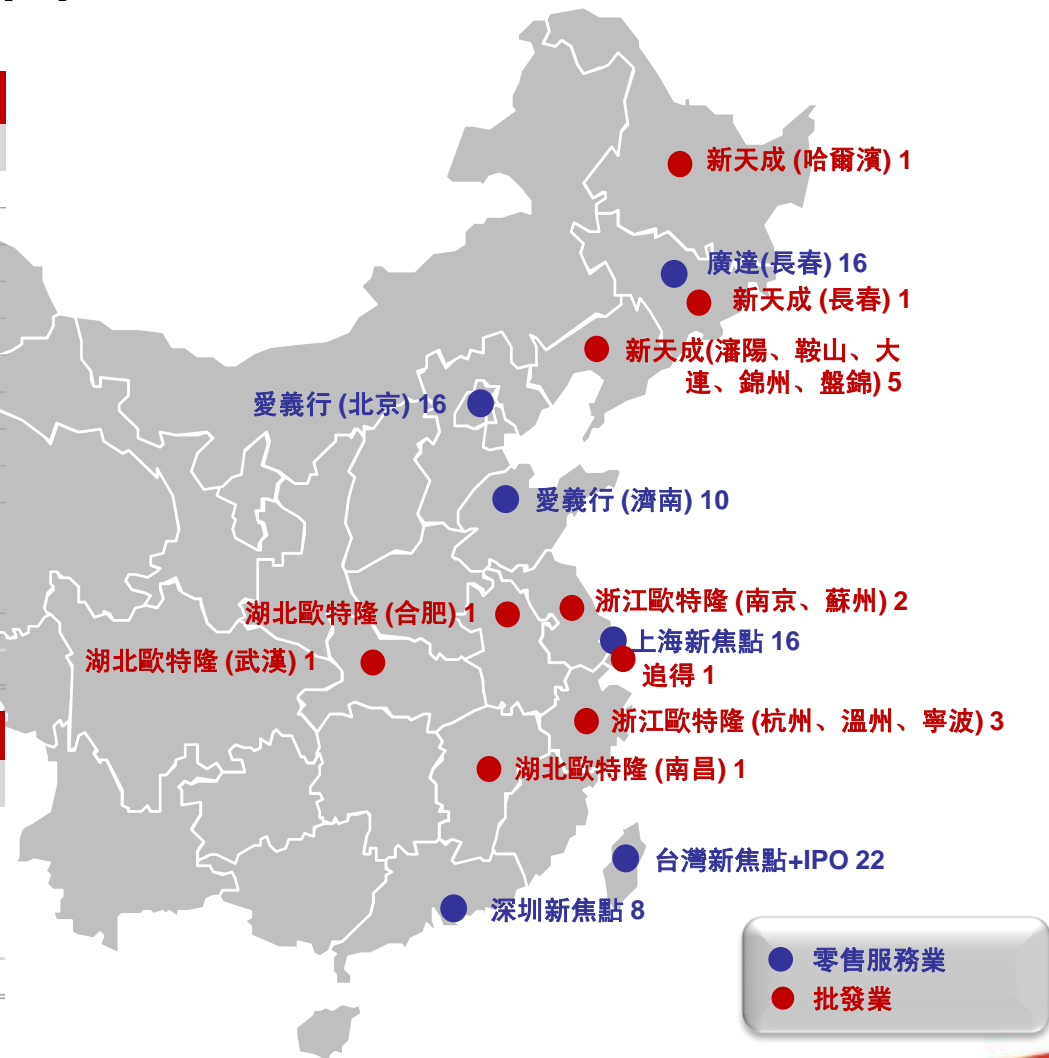 新天成 (哈爾濱) 1
廣達(長春) 16
新天成 (長春) 1
新天成(瀋陽、鞍山、大
連、錦州、盤錦) 5
愛義行 (北京) 16
愛義行 (濟南) 10
浙江歐特隆 (南京、蘇州) 2
湖北歐特隆 (合肥) 1
上海新焦點 16
湖北歐特隆 (武漢) 1
追得 1
浙江歐特隆 (杭州、溫州、寧波) 3
湖北歐特隆 (南昌) 1
台灣新焦點+IPO 22
深圳新焦點 8
零售服務業
批發業